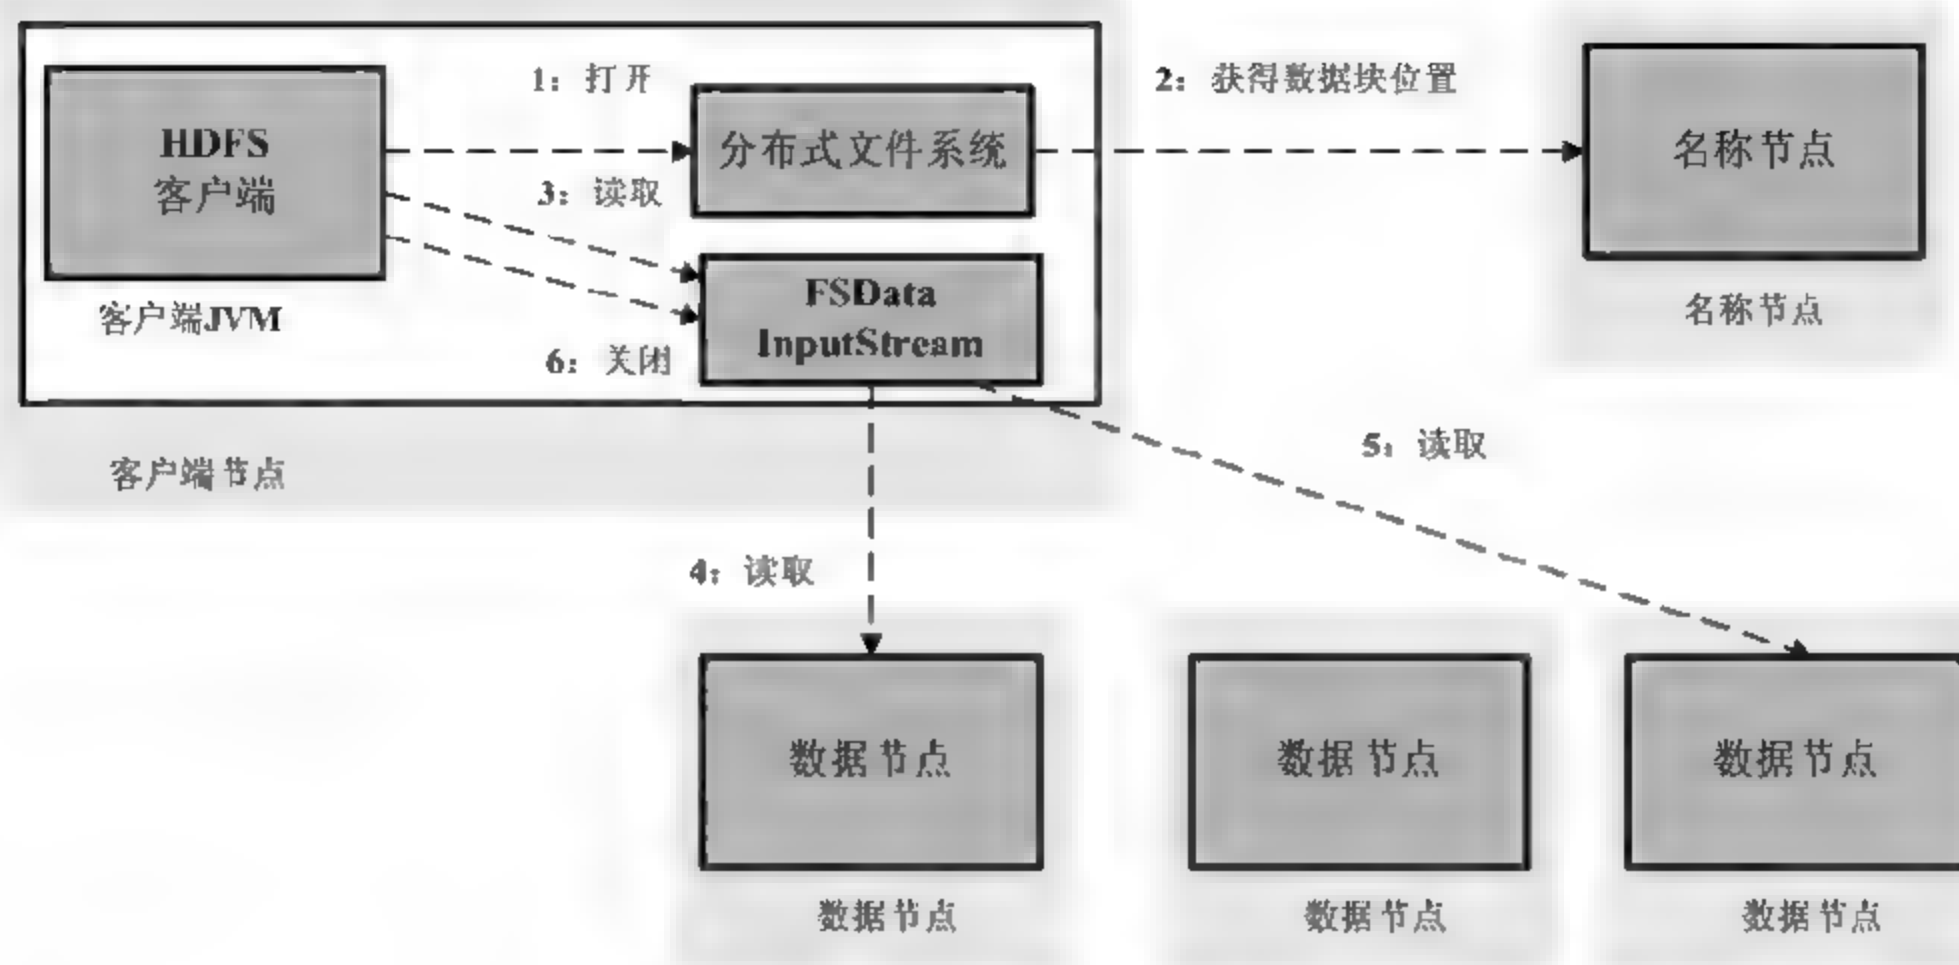 1：打开
2：获得数据块位置
HDFS
客户端
分布式文件系统
名称节点
3：读取
客户端JVM
FSData
InputStream
名称节点
6：关闭
客户端节点
5：读取
4：读取
数据节点
数据节点
数据节点
数据节点
数据节点
数据节点